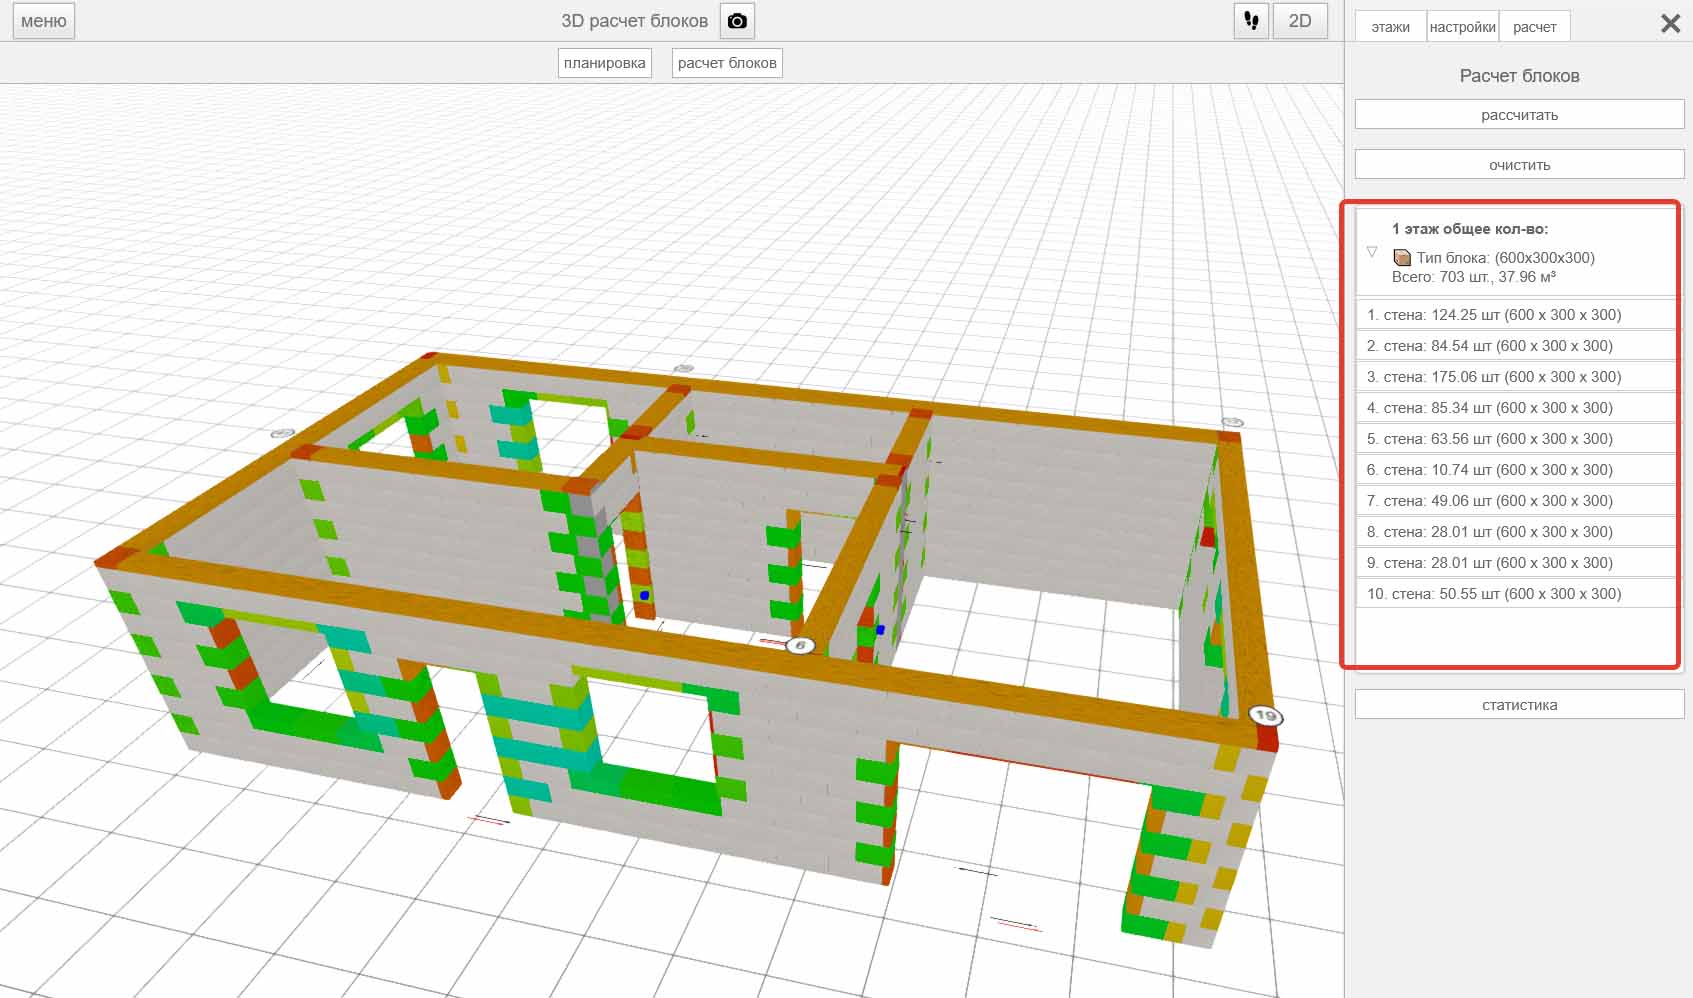 меню
3D расчет блоков
2D
планировка
расчет блоков
этажи
настройки
расчет
Расчет блоков
рассчитать
очистить
1 этаж общее кол-во:
Тип блока: (600x300x300)
Всего: 703 шт., 37.96 м³
1. стена: 124.25 шт (600 x 300 x 300)
2. стена: 84.54 шт (600 x 300 x 300)
3. стена: 175.06 шт (600 x 300 x 300)
4. стена: 85.34 шт (600 x 300 x 300)
5. стена: 63.56 шт (600 x 300 x 300)
6. стена: 10.74 шт (600 x 300 x 300)
7. стена: 49.06 шт (600 x 300 x 300)
8. стена: 28.01 шт (600 x 300 x 300)
9. стена: 28.01 шт (600 x 300 x 300)
10. стена: 50.55 шт (600 x 300 x 300)
статистика
6
19